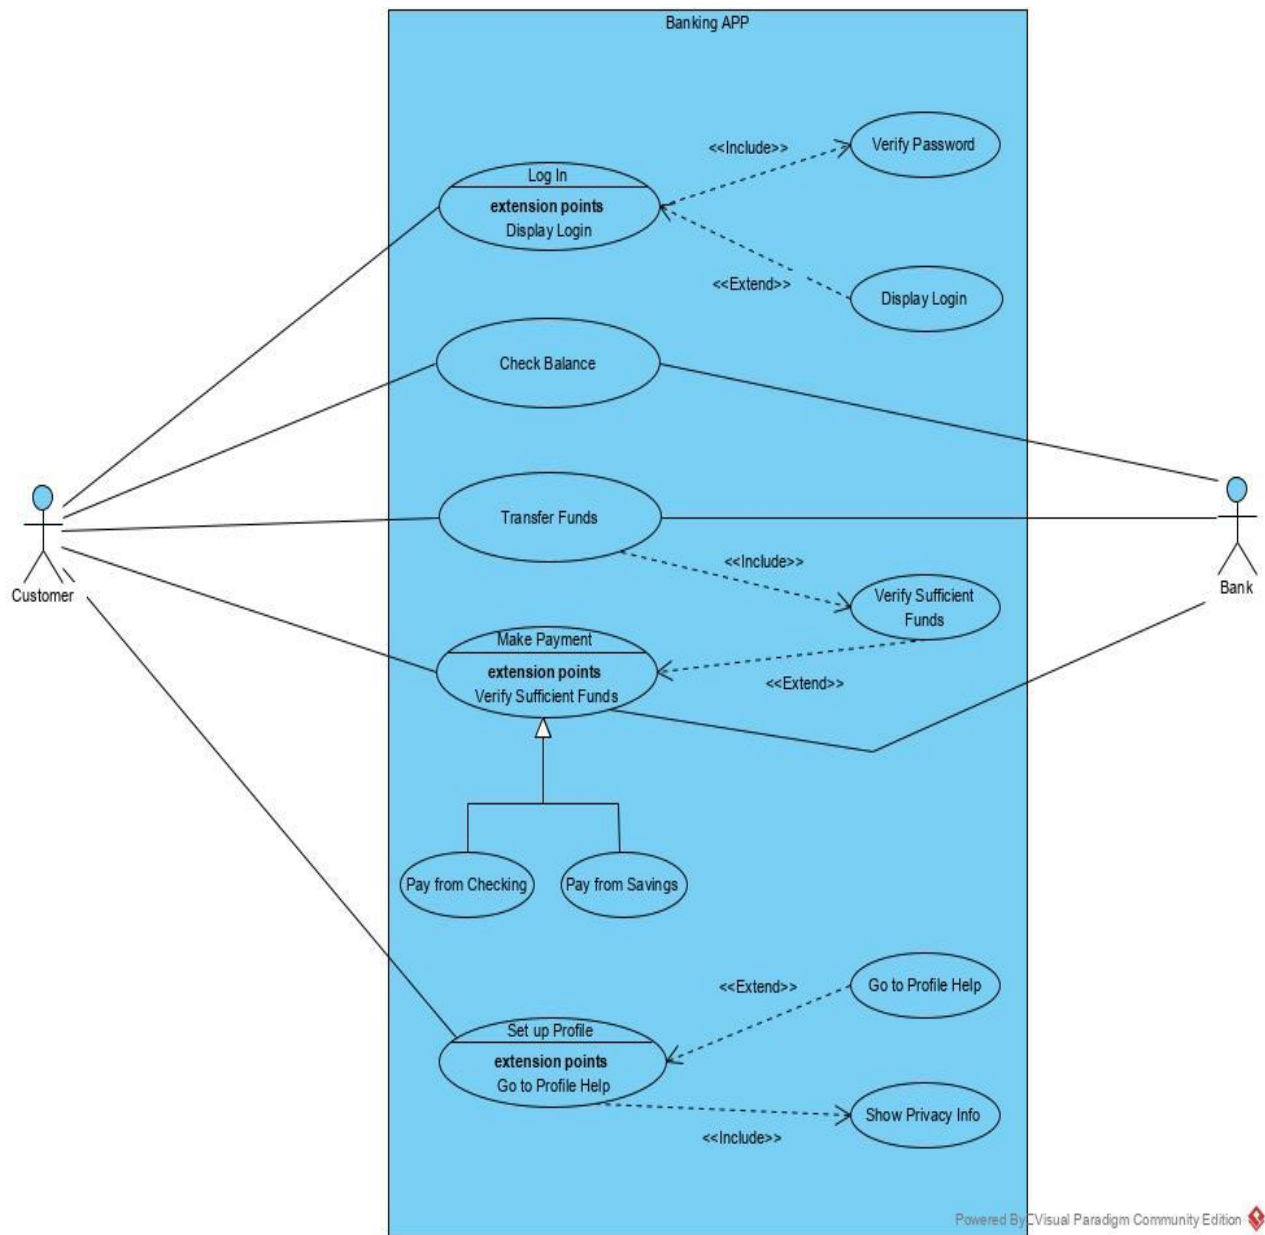 Banking APP
<<Include>>
Verify Password
Log In
extension points
Display Login
<<Extend>>
Display Login
Check Balance
Transfer Funds
<<Include>>
Customer
Bank
Verify Sufficient
Funds
Make Payment
extension points
Verify Sufficient Funds
<<Extend>>
Pay from Checking
Pay from Savings
<<Extend>>
Go to Profile Help
Set up Profile
extension points
Go to Profile Help
Show Privacy Info
<<Include>>
Powered By Visual Paradigm Community Edition